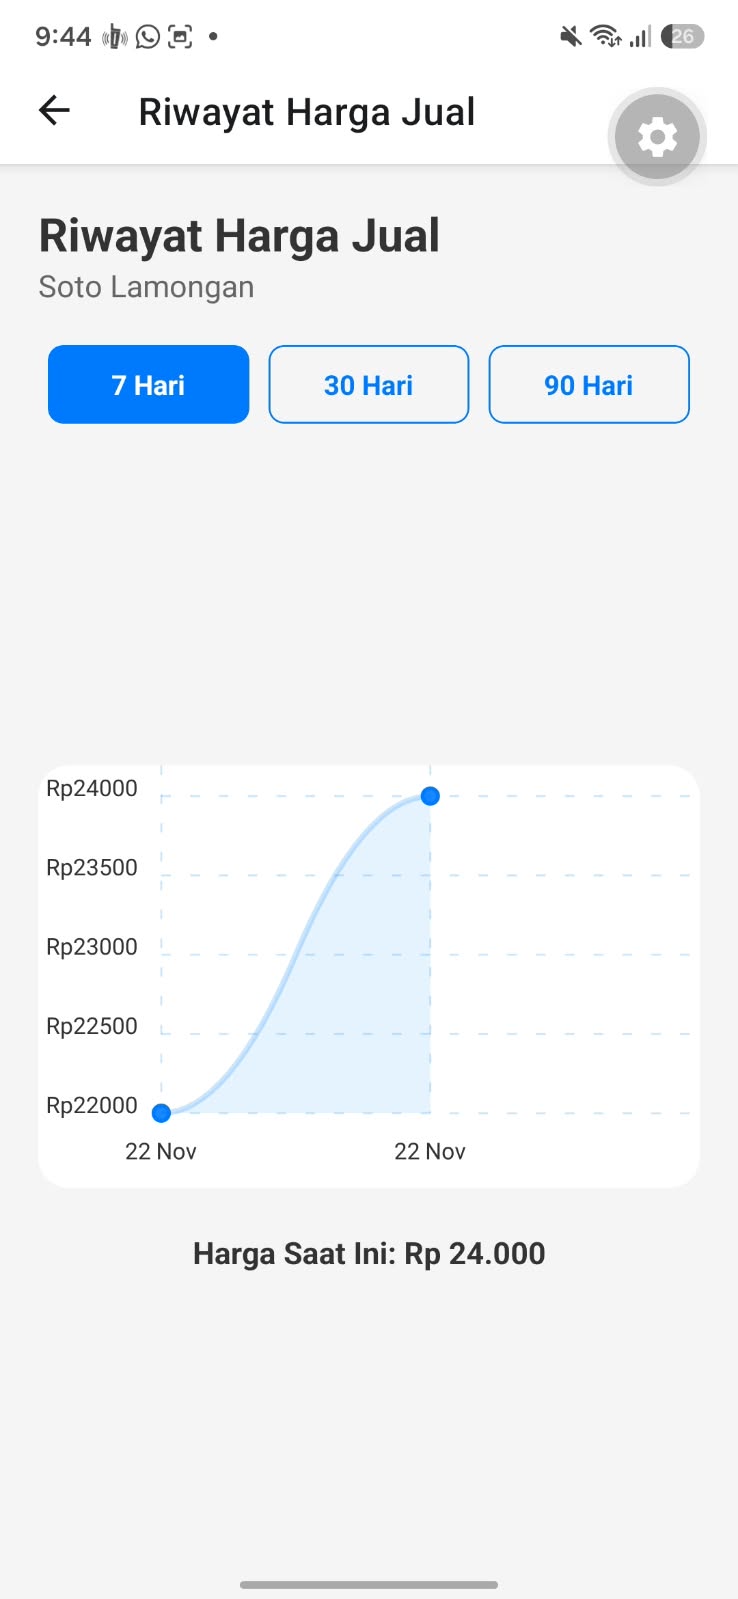 9:44
26
Riwayat Harga Jual
Riwayat Harga Jual
Soto Lamongan
7 Hari 30 Hari 90 Hari
Rp24000
Rp23500
Rp23000
Rp22500
Rp22000
22 Nov 22 Nov
Harga Saat Ini: Rp 24.000